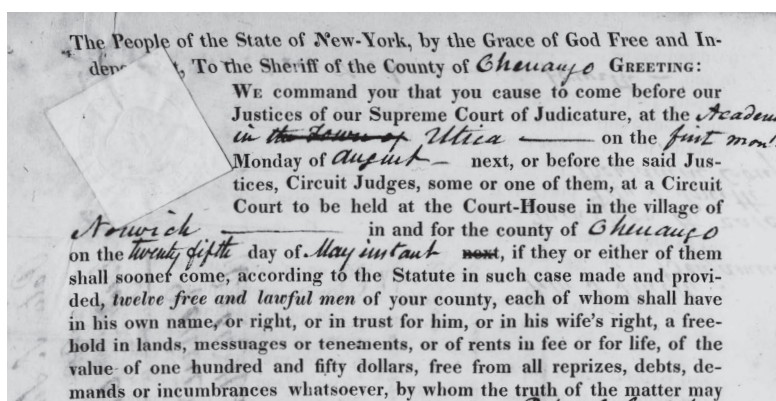 The People of the State of New-York, by the Grace of God Free and In-
dependent, To the Sheriff of the County of Chenango GREETING:
WE command you that you cause to come before our
Justices of our Supreme Court of Judicature, at the Academ
in the Town of Utica — on the first mon
Monday of August — next, or before the said Jus-
tices, Circuit Judges, some or one of them, at a Circuit
Court to be held at the Court-House in the village of
Norwich — in and for the county of Chenango
on the twenty fifth day of May instant next, if they or either of them
shall sooner come, according to the Statute in such case made and provi-
ded, twelve free and lawful men of your county, each of whom shall have
in his own name, or right, or in trust for him, or in his wife's right, a free-
hold in lands, messuages or tenements, or of rents in fee or for life, of the
value of one hundred and fifty dollars, free from all reprizes, debts, de-
mands or incumbrances whatsoever, by whom the truth of the matter may